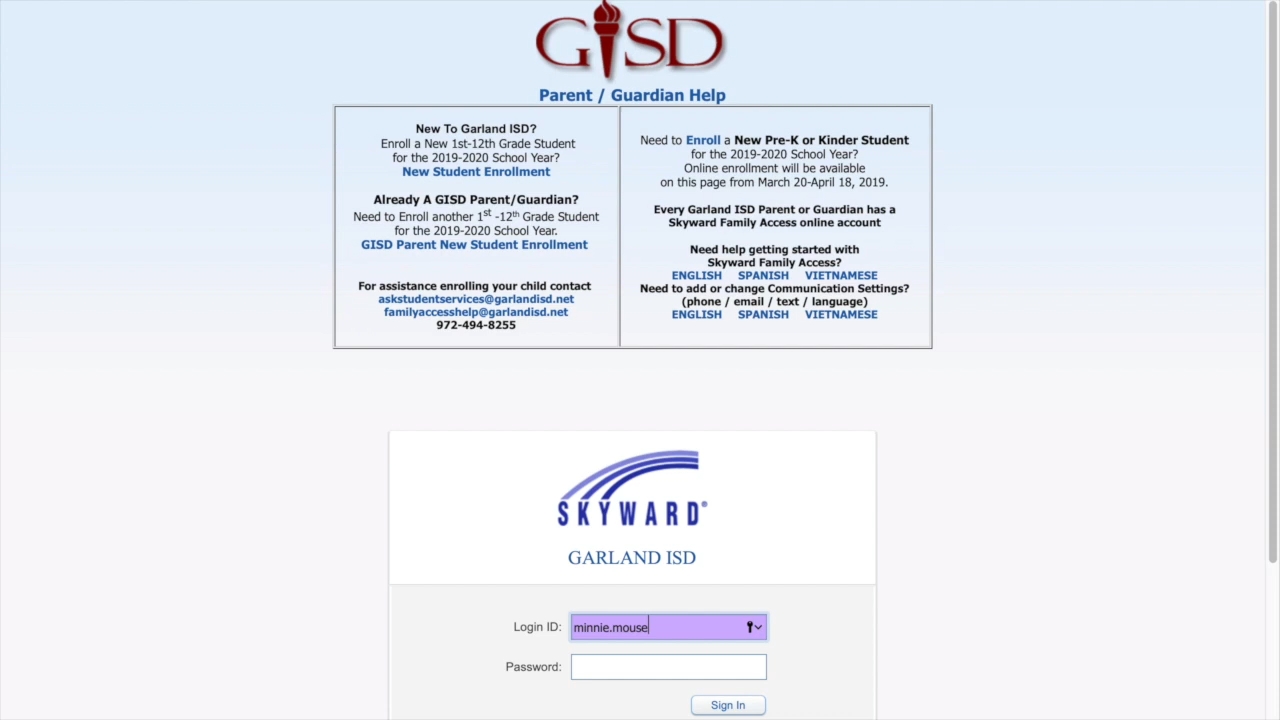 GISD
Parent / Guardian Help
New To Garland ISD?
Enroll a New 1st-12th Grade Student
for the 2019-2020 School Year?
New Student Enrollment
Already A GISD Parent/Guardian?
Need to Enroll another 1st -12th Grade Student
for the 2019-2020 School Year.
GISD Parent New Student Enrollment
For assistance enrolling your child contact
askstudentservices@garlandisd.net
familyaccesshelp@garlandisd.net
972-494-8255
Need to Enroll a New Pre-K or Kinder Student
for the 2019-2020 School Year?
Online enrollment will be available
on this page from March 20-April 18, 2019.
Every Garland ISD Parent or Guardian has a
Skyward Family Access online account
Need help getting started with
Skyward Family Access?
ENGLISH SPANISH VIETNAMESE
Need to add or change Communication Settings?
(phone / email / text / language)
ENGLISH SPANISH VIETNAMESE
SKYWARD®
GARLAND ISD
Login ID: minnie.mouse
Password:
Sign In